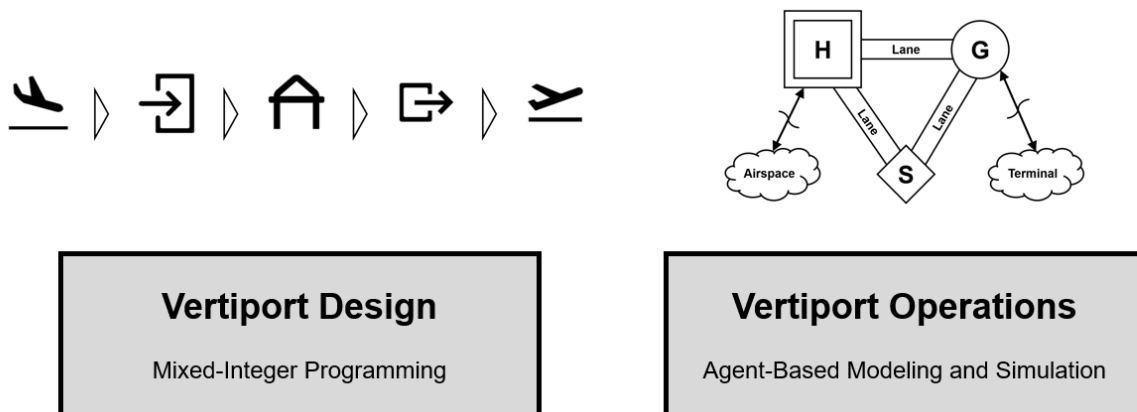 H
Lane
G
Lane
Lane
Airspace
S
Terminal
Vertiport Design
Mixed-Integer Programming
Vertiport Operations
Agent-Based Modeling and Simulation